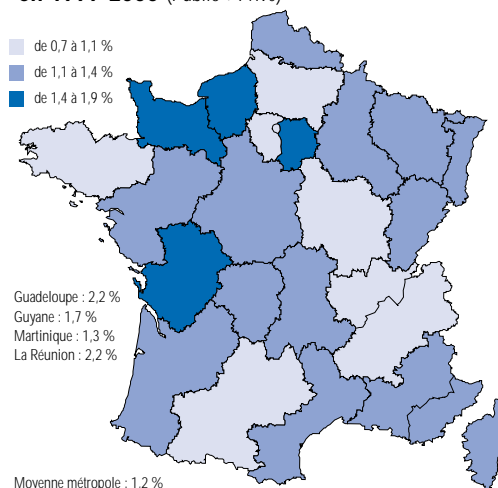 de 0,7 à 1,1 %
de 1,1 à 1,4 %
de 1,4 à 1,9 %
Guadeloupe : 2,2 %
Guyane : 1,7 %
Martinique : 1,3 %
La Réunion : 2,2 %
Moyenne métropole : 1,2 %